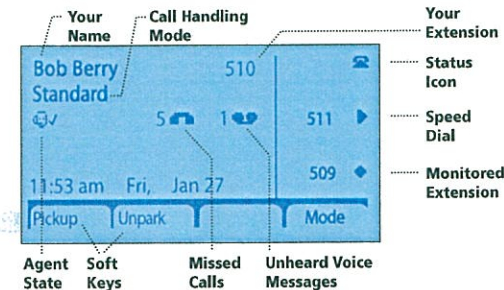 Your Name
Call Handling Mode
Your Extension
Bob Berry
510
Standard
Status Icon
5
1
511
Speed Dial
509
Monitored Extension
11:53 am Fri, Jan 27
Pickup
Unpark
Mode
Agent State
Soft Keys
Missed Calls
Unheard Voice Messages